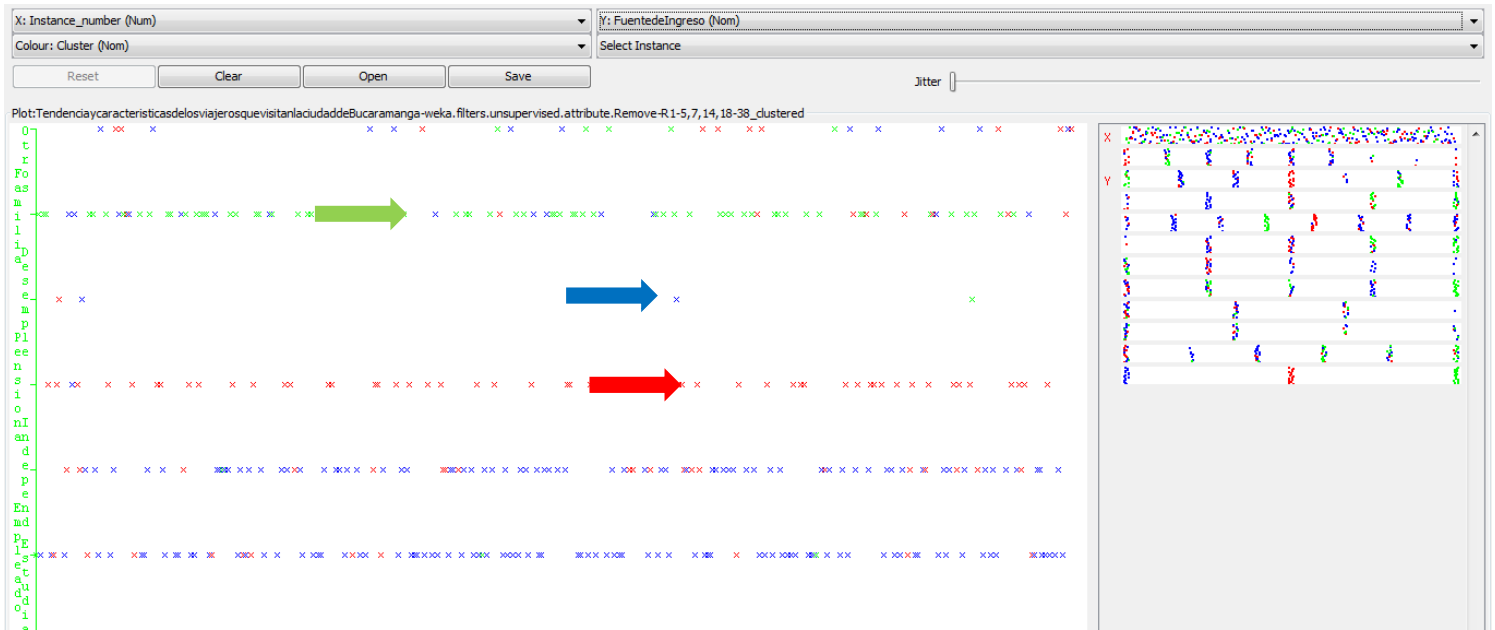 X: Instance_number (Num)
Y: FuentedeIngreso (Nom)
Colour: Cluster (Nom)
Select Instance
Reset
Clear
Open
Save
Jitter
Plot:TendenciaycaracteristicasdelosviajerosquevisitanlaciudaddeBucaramanga-weka.filters.unsupervised.attribute.Remove-R1-5,7,14,18-38_clustered
X
Y